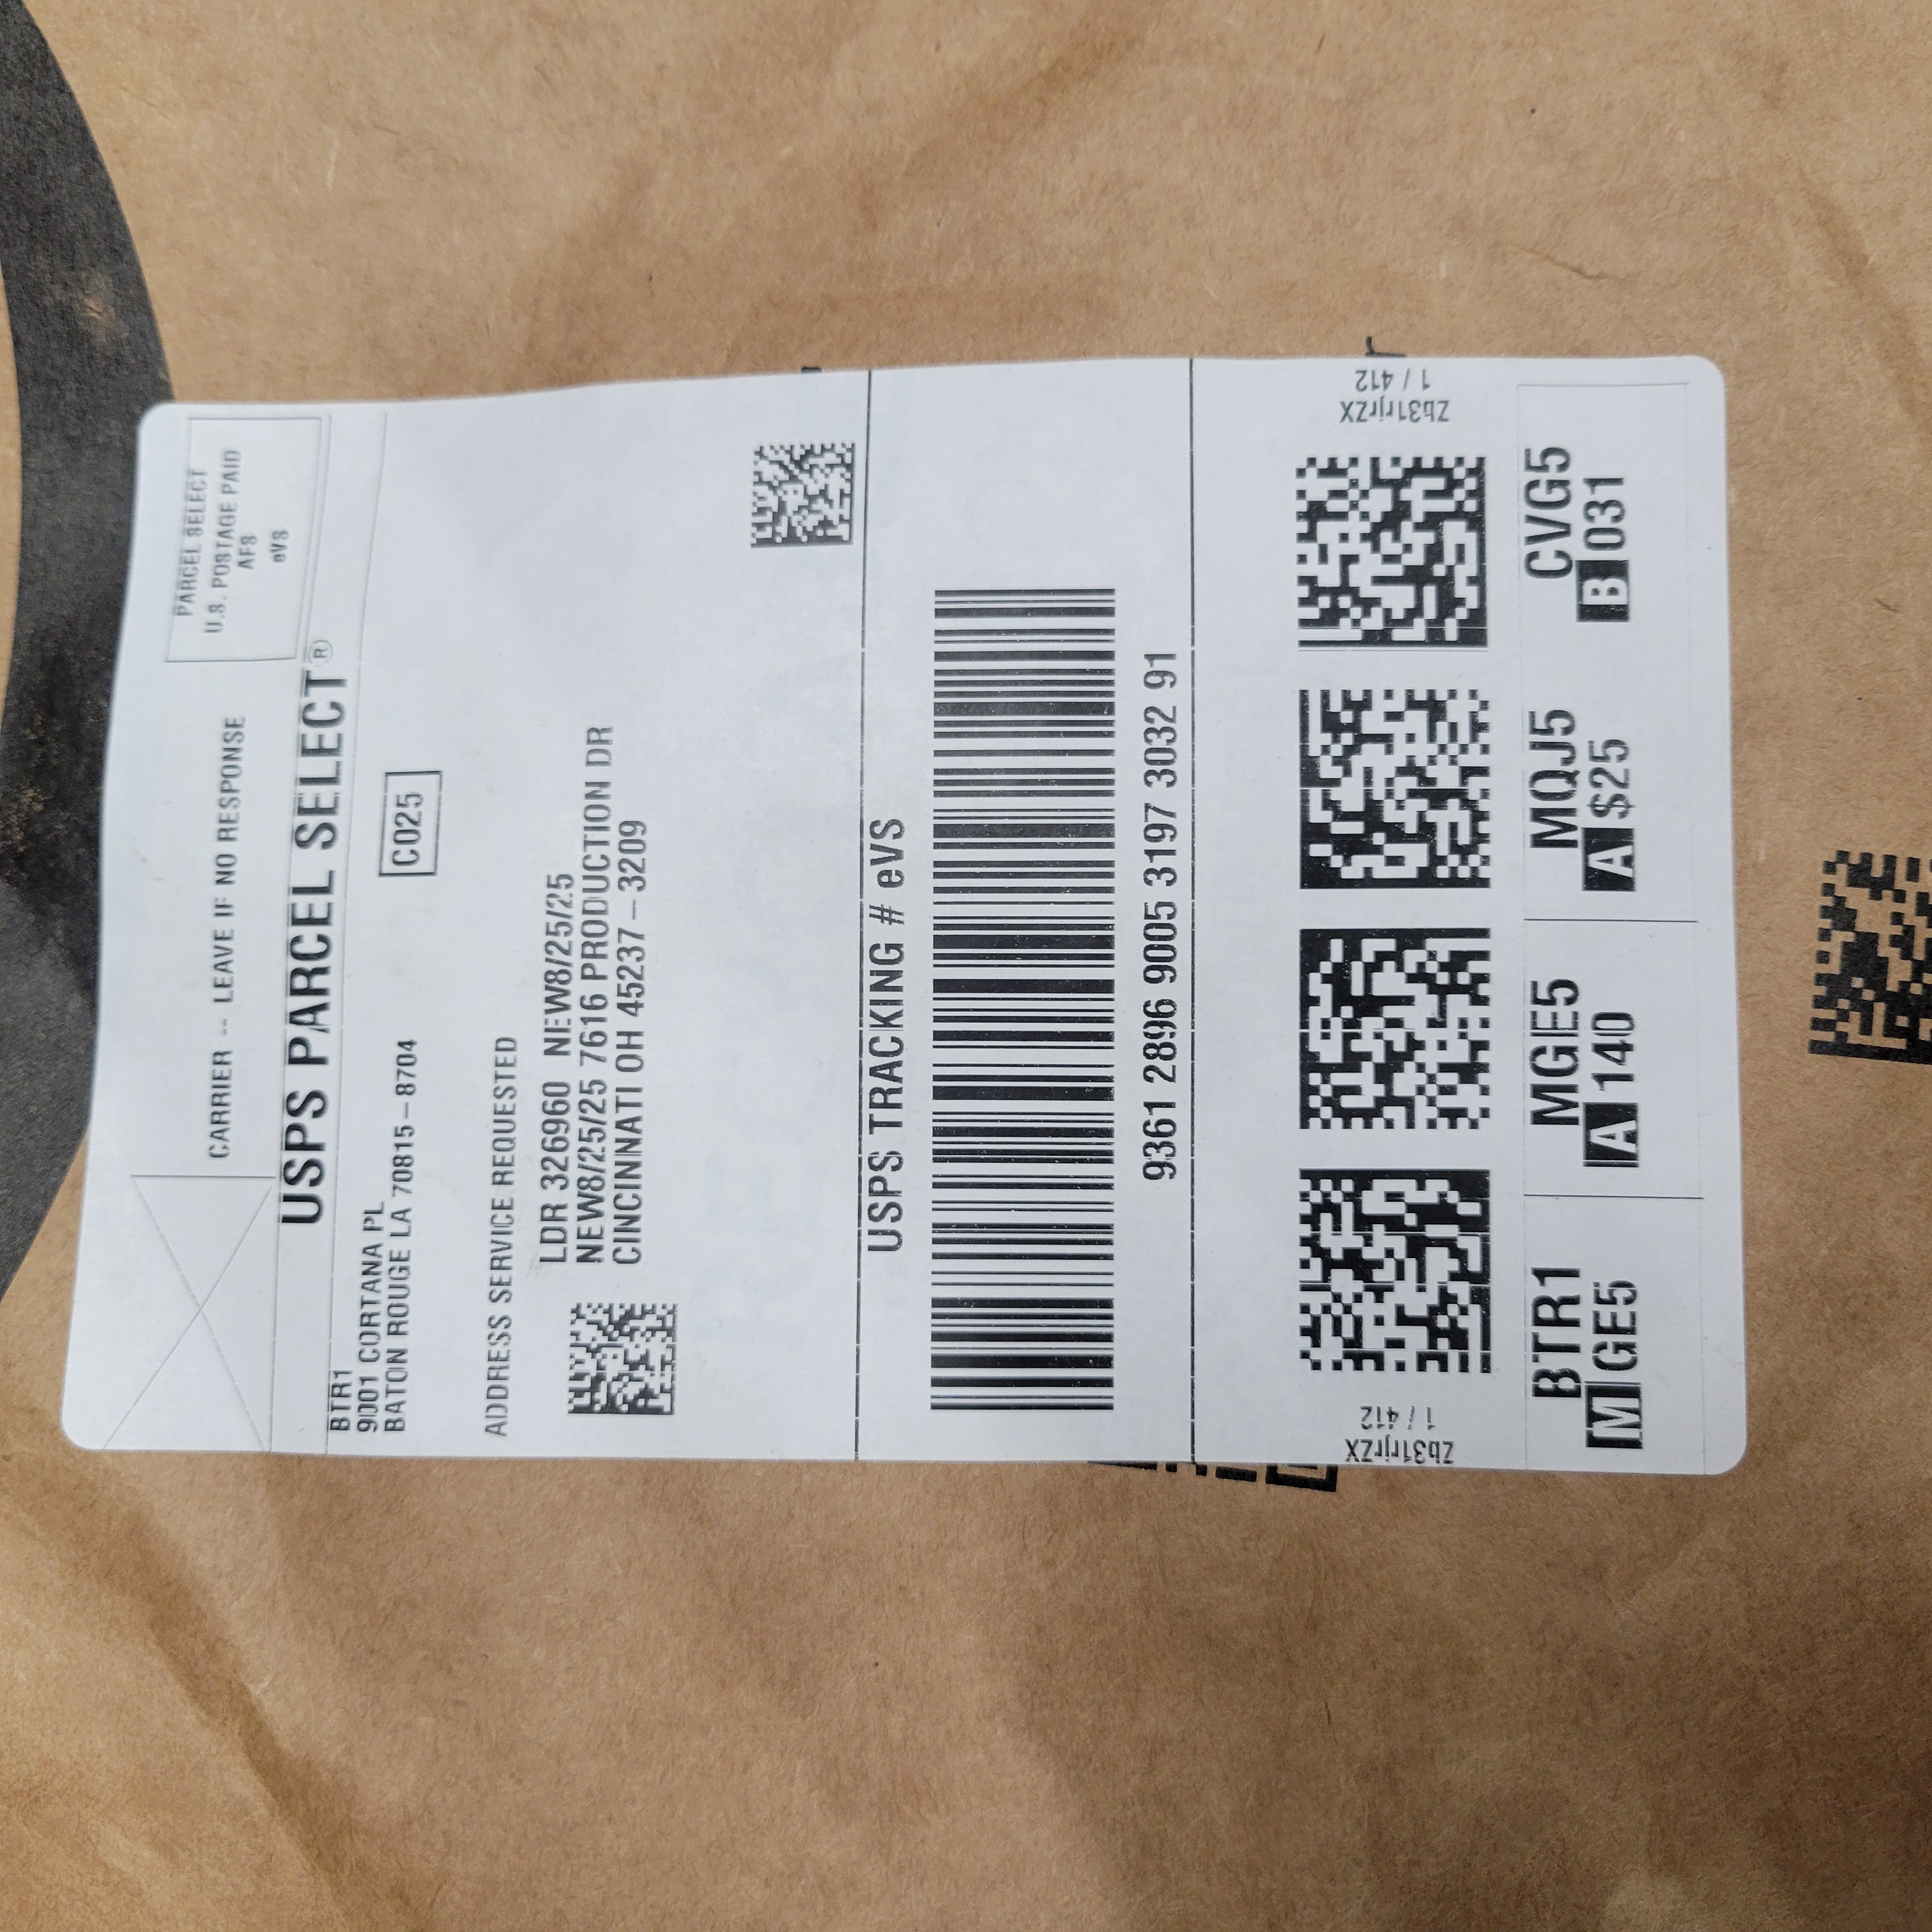 CARRIER -- LEAVE IF NO RESPONSE
PARCEL SELECT
U.S. POSTAGE PAID
AFS
eVS
USPS PARCEL SELECT®
BTR1
9001 CORTANA PL
BATON ROUGE LA 70815-8704
C025
ADDRESS SERVICE REQUESTED
LDR 326960 NEW8/25/25
NEW8/25/25 7616 PRODUCTION DR
CINCINNATI OH 45237-3209
USPS TRACKING # eVS
9361 2896 9005 3197 3032 91
Zb31rjrZX
1 / 412
Zb31rjrZX
1 / 412
BTR1
M GE5
MGE5
A 140
MQJ5
A $25
CVG5
B 031
r